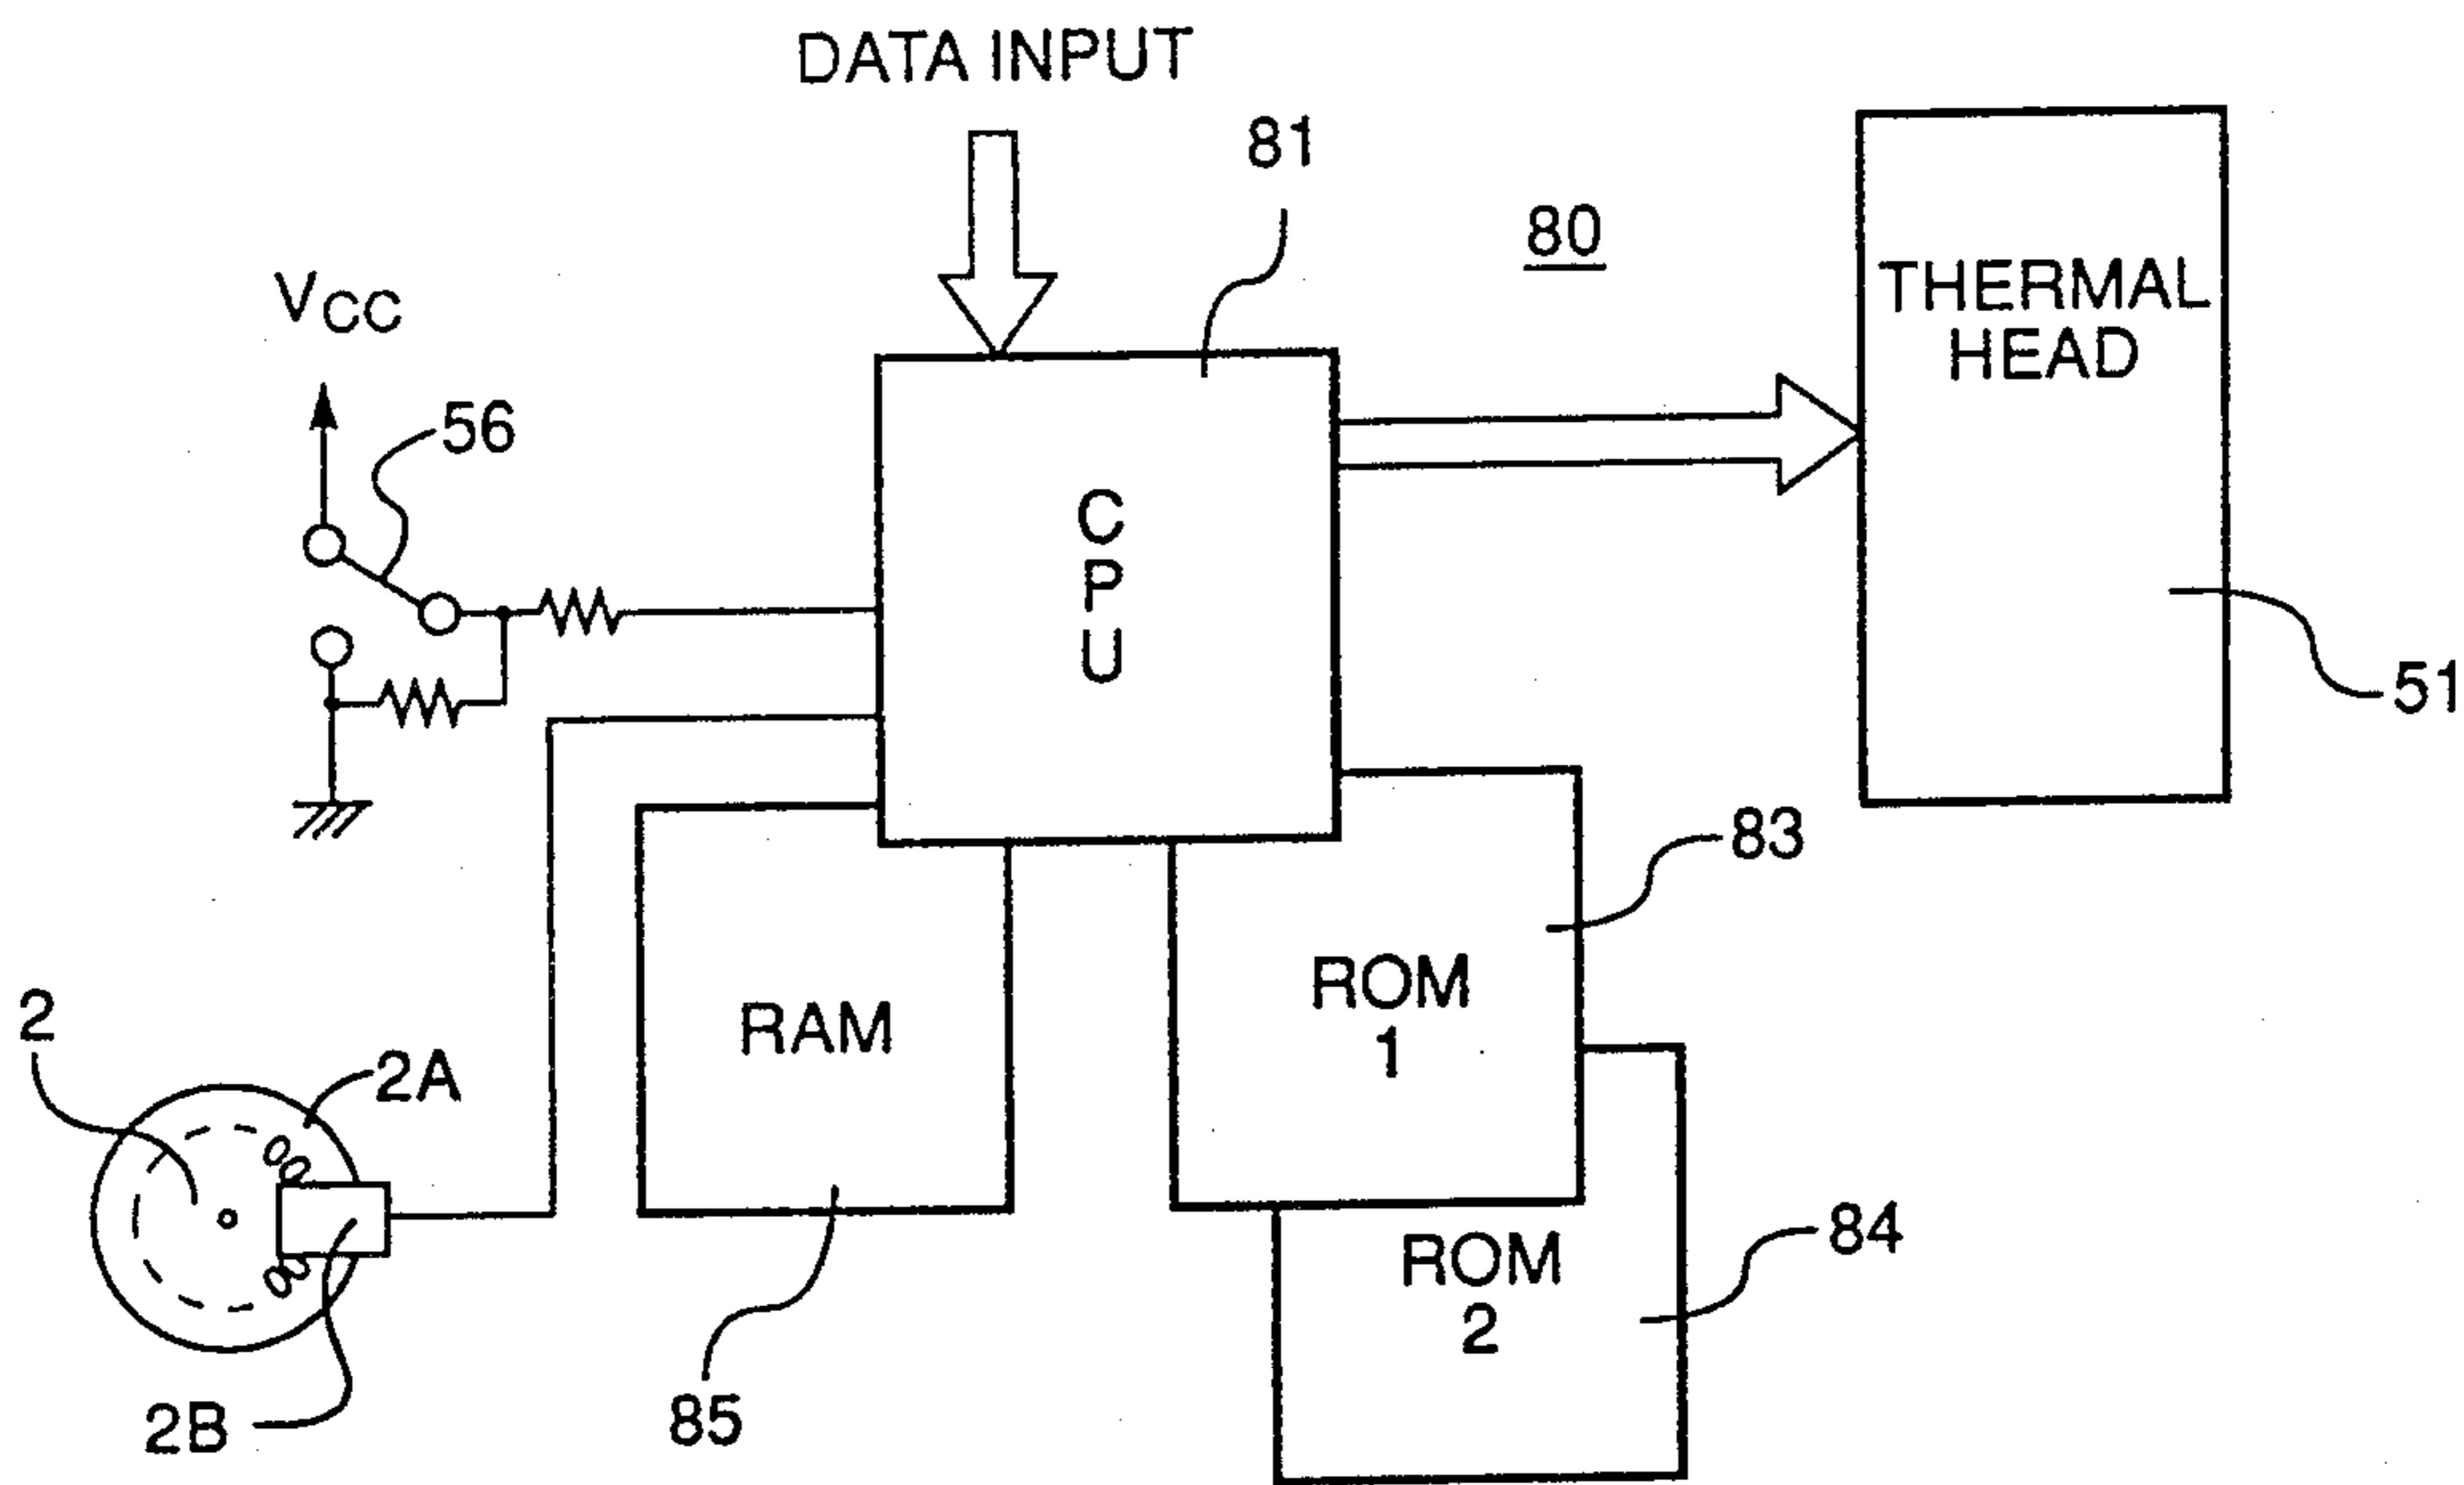 DATA INPUT
81
80
THERMAL
HEAD
VCC
56
C
P
U
51
83
ROM
1
RAM
2
2A
84
ROM
2
85
2B